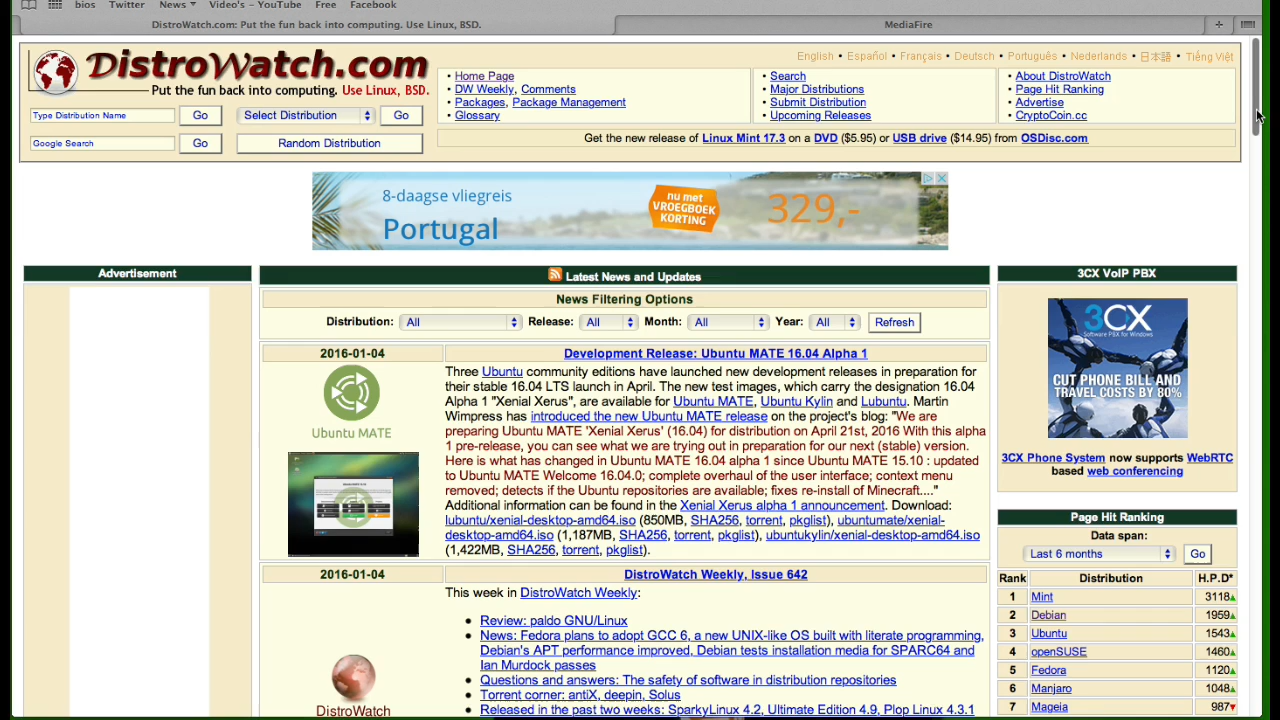 bios Twitter News Video's – YouTube Free Facebook
DistroWatch.com: Put the fun back into computing. Use Linux, BSD.
MediaFire
English · Español · Français · Deutsch · Português · Nederlands · 日本語 · Tiếng Việt
DistroWatch.com
Put the fun back into computing. Use Linux, BSD.
Type Distribution Name Go Select Distribution Go
Google Search Go Random Distribution
• Home Page
• DW Weekly, Comments
• Packages, Package Management
• Glossary
• Search
• Major Distributions
• Submit Distribution
• Upcoming Releases
• About DistroWatch
• Page Hit Ranking
• Advertise
• CryptoCoin.cc
Get the new release of Linux Mint 17.3 on a DVD ($5.95) or USB drive ($14.95) from OSDisc.com
8-daagse vliegreis
Portugal
nu met
VROEGBOEK
KORTING
329,-
Advertisement
Latest News and Updates
News Filtering Options
Distribution: All Release: All Month: All Year: All Refresh
2016-01-04
Development Release: Ubuntu MATE 16.04 Alpha 1
Ubuntu MATE
Three Ubuntu community editions have launched new development releases in preparation for
their stable 16.04 LTS launch in April. The new test images, which carry the designation 16.04
Alpha 1 "Xenial Xerus", are available for Ubuntu MATE, Ubuntu Kylin and Lubuntu. Martin
Wimpress has introduced the new Ubuntu MATE release on the project's blog: "We are
preparing Ubuntu MATE 'Xenial Xerus' (16.04) for distribution on April 21st, 2016 With this alpha
1 pre-release, you can see what we are trying out in preparation for our next (stable) version.
Here is what has changed in Ubuntu MATE 16.04 alpha 1 since Ubuntu MATE 15.10 : updated
to Ubuntu MATE Welcome 16.04.0; complete overhaul of the user interface; context menu
removed; detects if the Ubuntu repositories are available; fixes re-install of Minecraft...."
Additional information can be found in the Xenial Xerus alpha 1 announcement. Download:
lubuntu/xenial-desktop-amd64.iso (850MB, SHA256, torrent, pkglist), ubuntumate/xenial-
desktop-amd64.iso (1,187MB, SHA256, torrent, pkglist), ubuntukylin/xenial-desktop-amd64.iso
(1,422MB, SHA256, torrent, pkglist).
2016-01-04
DistroWatch Weekly, Issue 642
DistroWatch
This week in DistroWatch Weekly:
• Review: paldo GNU/Linux
• News: Fedora plans to adopt GCC 6, a new UNIX-like OS built with literate programming,
Debian's APT performance improved, Debian tests installation media for SPARC64 and
Ian Murdock passes
• Questions and answers: The safety of software in distribution repositories
• Torrent corner: antiX, deepin, Solus
• Released in the past two weeks: SparkyLinux 4.2, Ultimate Edition 4.9, Plop Linux 4.3.1
3CX VoIP PBX
3CX
Software PBX for Windows
CUT PHONE BILL AND
TRAVEL COSTS BY 80%
3CX Phone System now supports WebRTC
based web conferencing
Page Hit Ranking
Data span:
Last 6 months Go
Rank Distribution H.P.D*
1 Mint 3118
2 Debian 1959
3 Ubuntu 1543
4 openSUSE 1460
5 Fedora 1120
6 Manjaro 1048
7 Mageia 987